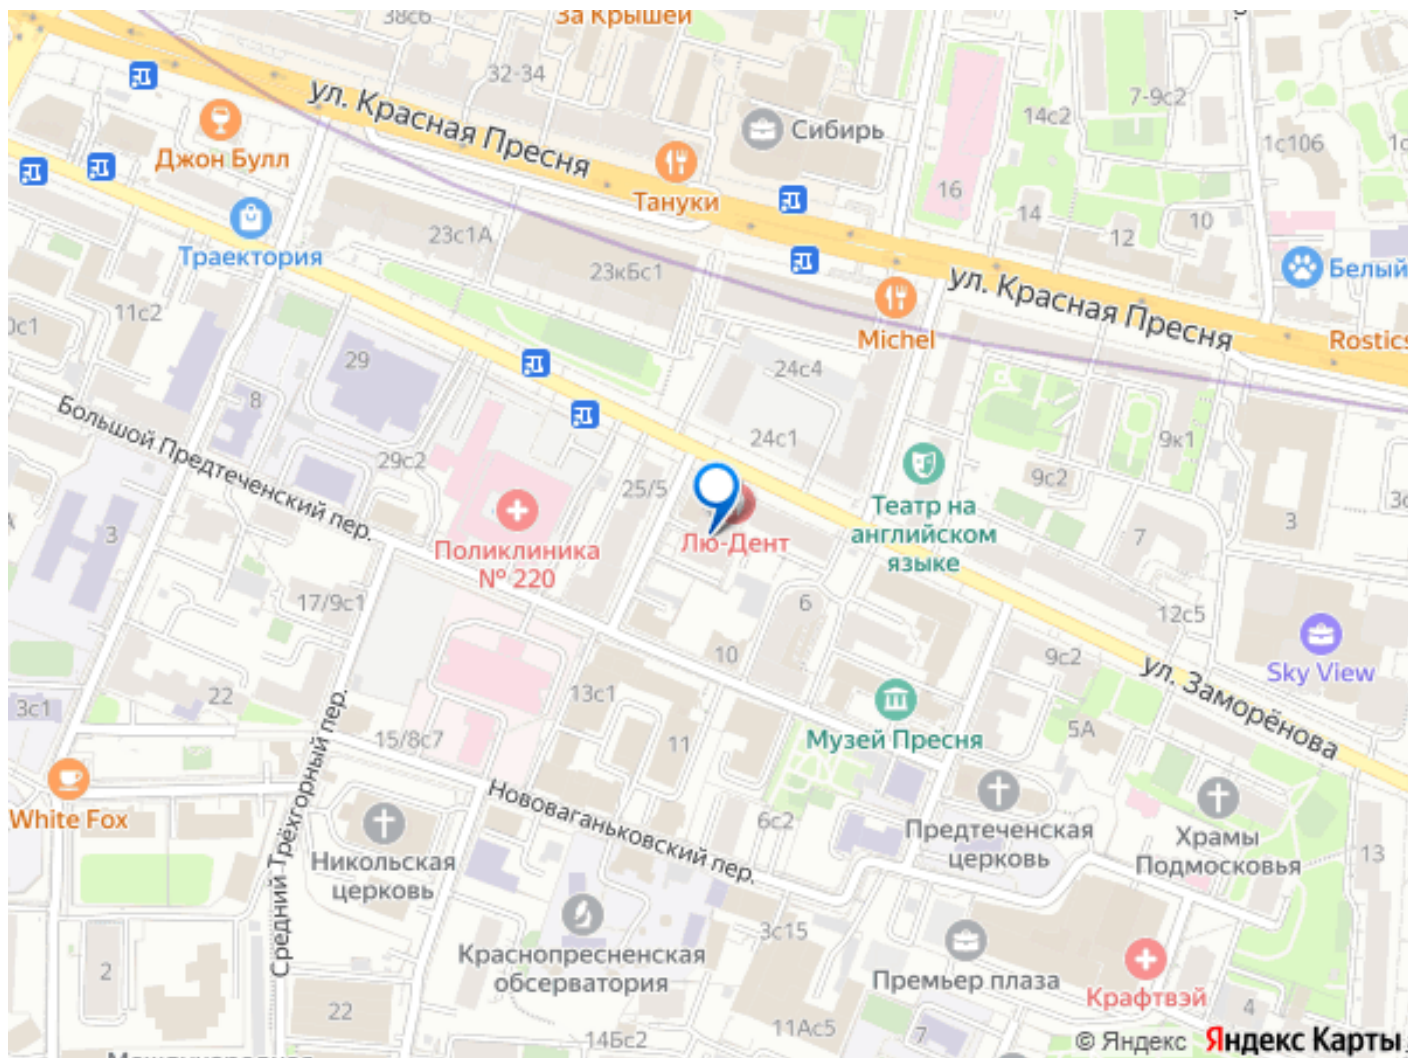 38с6
За Крышей
32-34
ул. Красная Пресня
14с2
7-9с2
Джон Булл
Сибирь
1с106
Тануки
16
14
10
12
Траектория
23с1А
23кБс1
Белый
11с2
ул. Красная Пресня
Michel
Rostic's
29
24с4
8
Большой Предтеченский пер.
29с2
24с1
9к1
9с2
25/5
Театр на
английском
языке
3
7
3
Поликлиника
№ 220
Лю-Дент
17/9с1
6
12с5
10
9с2
Sky View
ул. Заморёнова
22
13с1
3с1
15/8с7
11
Музей Пресня
5А
White Fox
Средний Трёхгорный пер.
Нововаганьковский пер.
6с2
Никольская
церковь
Предтеченская
церковь
Храмы
Подмосковья
13
3с15
Краснопресненская
обсерватория
Премьер плаза
Крафтвэй
2
22
14Бс2
11Ас5
7
4
© Яндекс Яндекс Карты